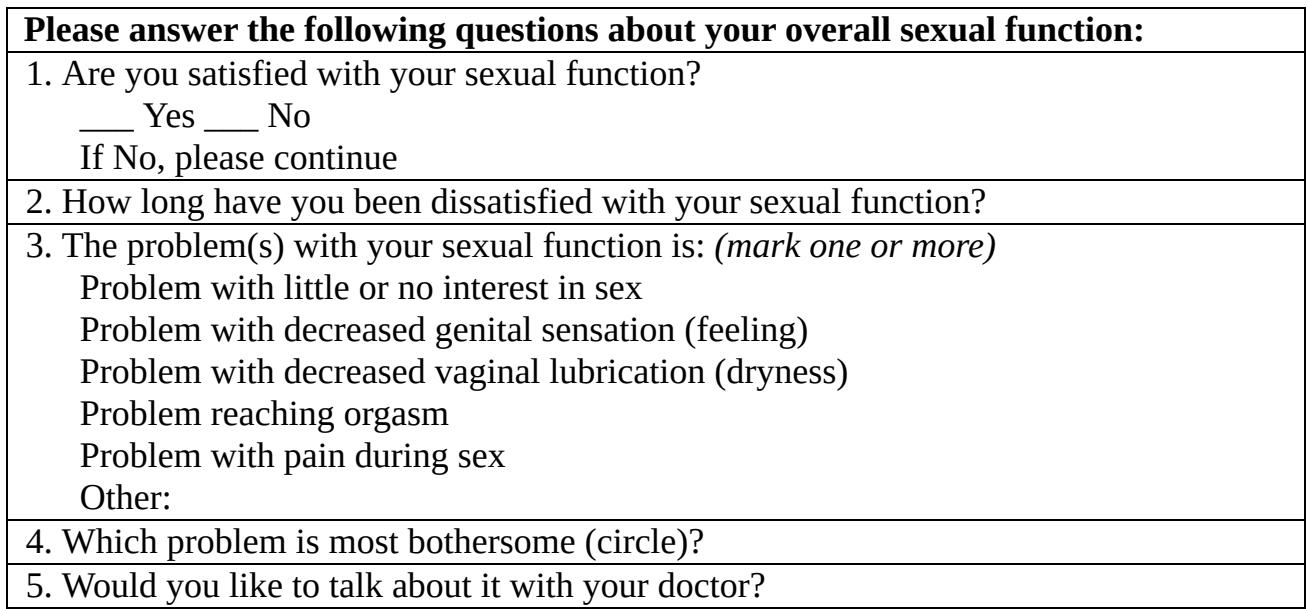 Please answer the following questions about your overall sexual function:
1. Are you satisfied with your sexual function?
___ Yes ___ No
If No, please continue
2. How long have you been dissatisfied with your sexual function?
3. The problem(s) with your sexual function is: (mark one or more)
Problem with little or no interest in sex
Problem with decreased genital sensation (feeling)
Problem with decreased vaginal lubrication (dryness)
Problem reaching orgasm
Problem with pain during sex
Other:
4. Which problem is most bothersome (circle)?
5. Would you like to talk about it with your doctor?